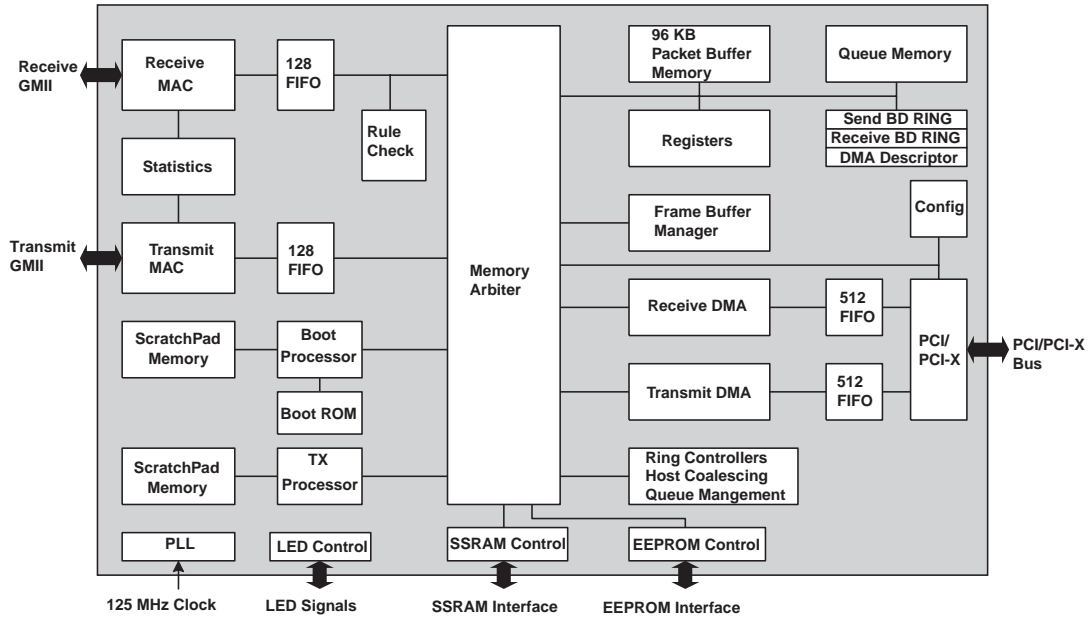 Receive
GMII
Receive
MAC
128
FIFO
Rule
Check
Statistics
Transmit
GMII
Transmit
MAC
128
FIFO
ScratchPad
Memory
Boot
Processor
Boot ROM
ScratchPad
Memory
TX
Processor
PLL
125 MHz Clock
LED Control
LED Signals
Memory
Arbiter
SSRAM Control
SSRAM Interface
EEPROM Control
EEPROM Interface
96 KB
Packet Buffer
Memory
Registers
Queue Memory
Send BD RING
Receive BD RING
DMA Descriptor
Frame Buffer
Manager
Config
Receive DMA
512
FIFO
Transmit DMA
512
FIFO
PCI/
PCI-X
PCI/PCI-X
Bus
Ring Controllers
Host Coalescing
Queue Mangement